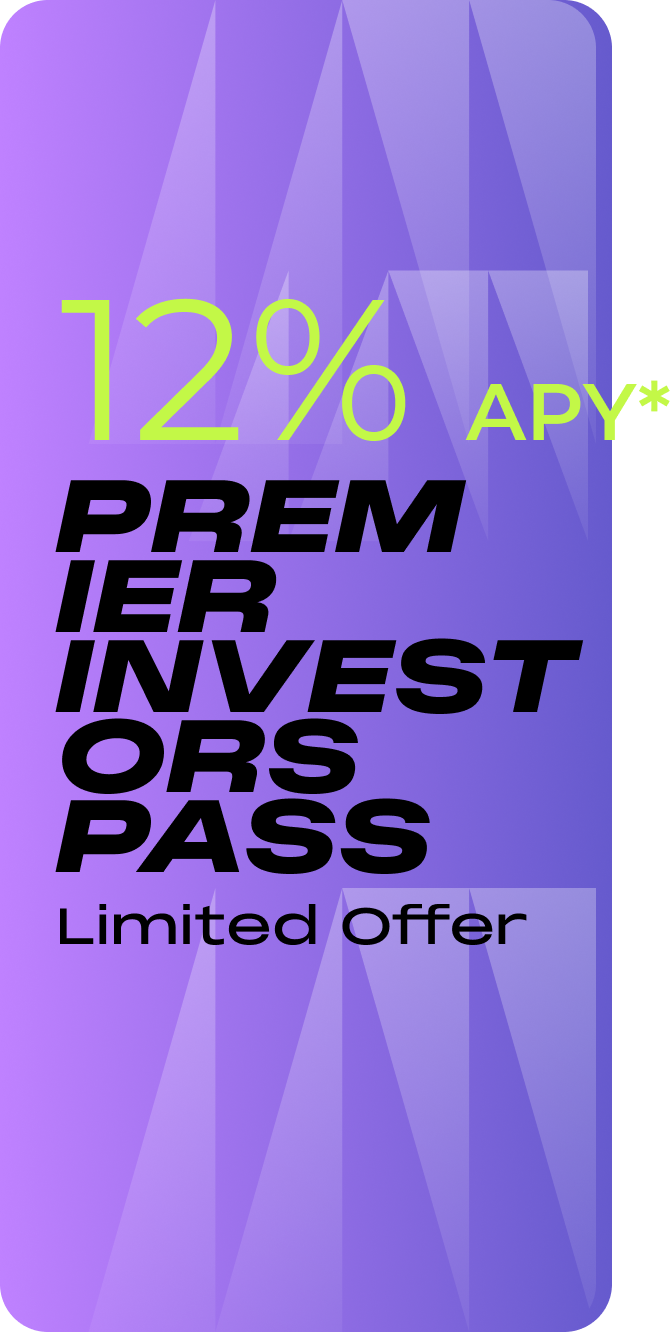 12% APY*
PREM
IER
INVEST
ORS
PASS
Limited Offer